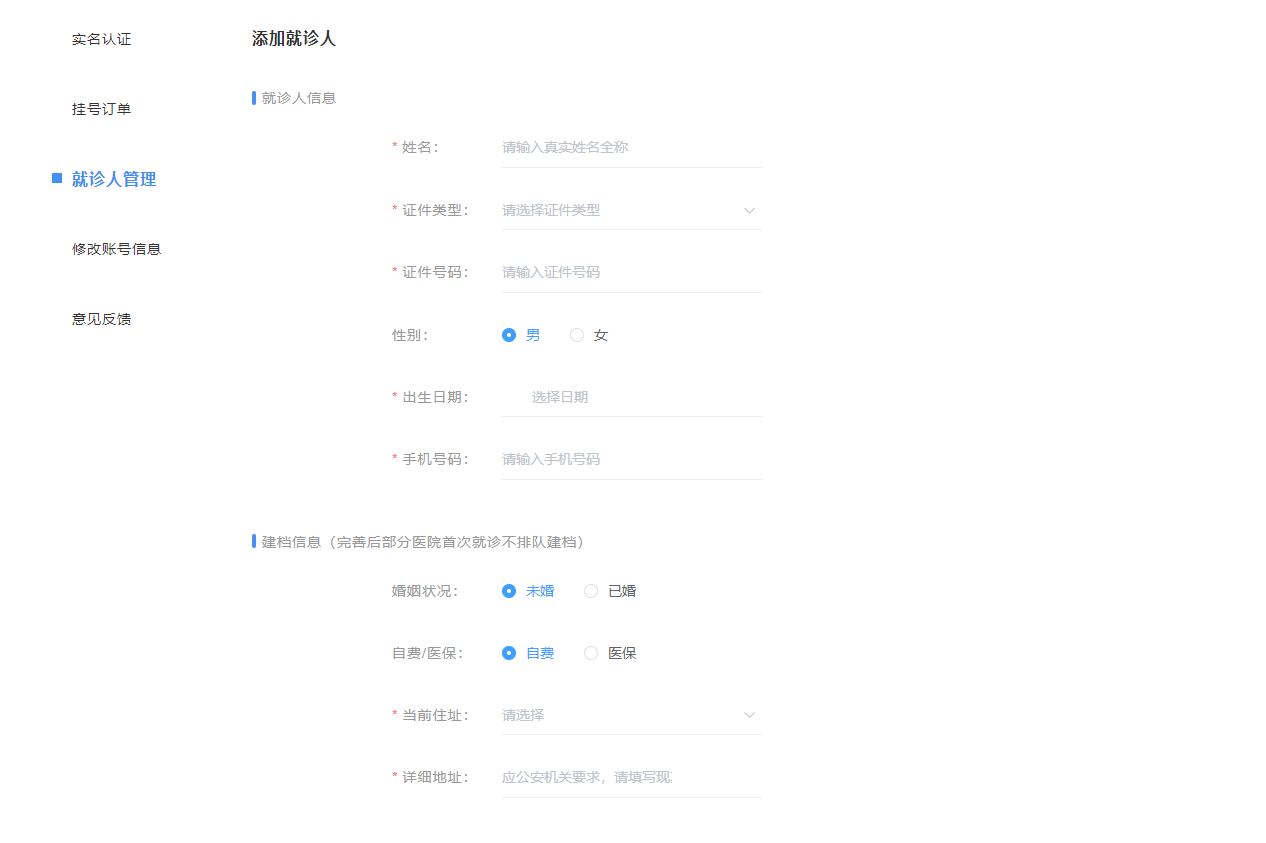 实名认证
挂号订单
就诊人管理
修改账号信息
意见反馈
添加就诊人
就诊人信息
* 姓名： 请输入真实姓名全称
* 证件类型： 请选择证件类型
* 证件号码： 请输入证件号码
性别： 男 女
* 出生日期： 选择日期
* 手机号码： 请输入手机号码
建档信息（完善后部分医院首次就诊不排队建档）
婚姻状况： 未婚 已婚
自费/医保： 自费 医保
* 当前住址： 请选择
* 详细地址： 应公安机关要求，请填写现